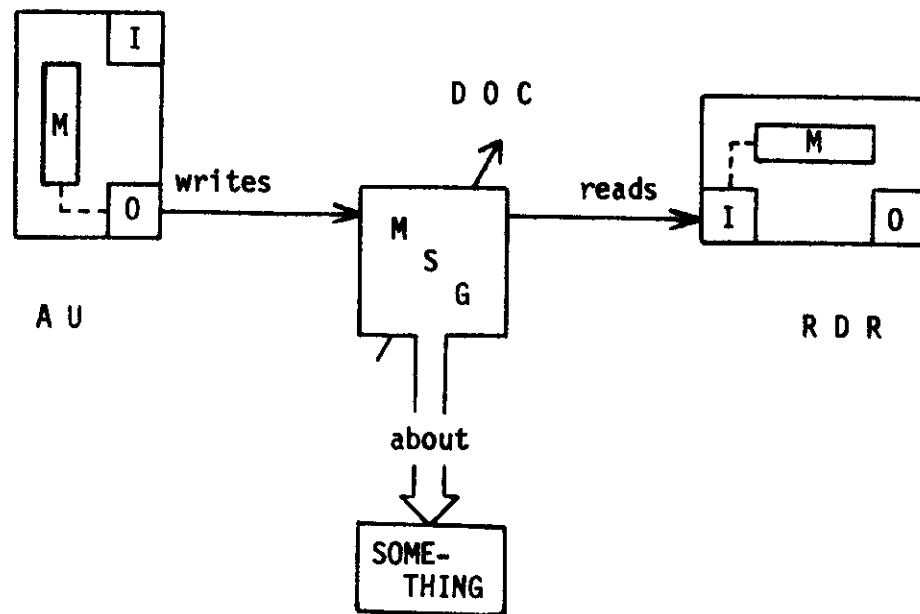 I
D O C
M
M
writes
reads
O
I
O
M
S
G
A U
R D R
about
SOME-
THING